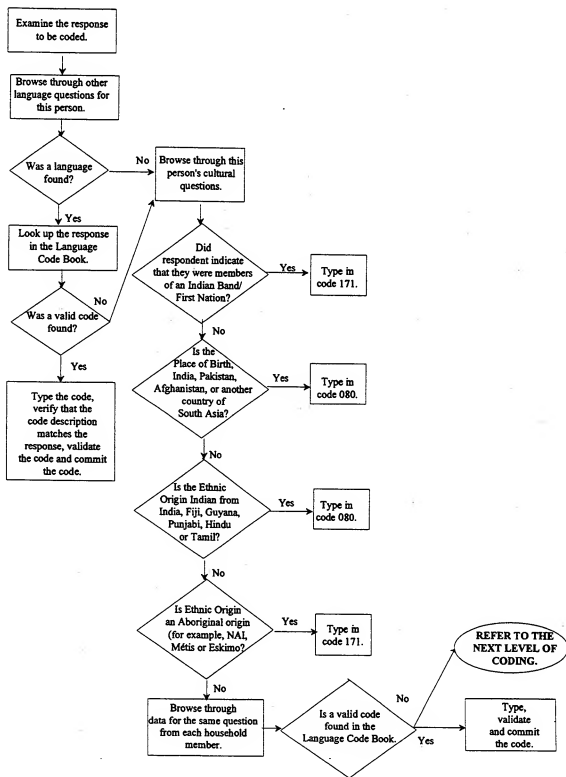 Examine the response
to be coded.
Browse through other
language questions for
this person.
Was a language
found?
No
Browse through this
person's cultural
questions.
Yes
Look up the response
in the Language
Code Book.
No
Was a valid code
found?
Yes
Type the code,
verify that the
code description
matches the
response, validate
the code and commit
the code.
Did
respondent indicate
that they were members
of an Indian Band/
First Nation?
Yes
Type in
code 171.
No
Is the
Place of Birth,
India, Pakistan,
Afghanistan, or another
country of
South Asia?
Yes
Type in
code 080.
No
Is the Ethnic
Origin Indian from
India, Fiji, Guyana,
Punjabi, Hindu
or Tamil?
Yes
Type in
code 080.
No
Is Ethnic Origin
an Aboriginal origin
(for example, NAI,
Métis or Eskimo?
Yes
Type in
code 171.
No
Browse through
data for the same question
from each household
member.
Is a valid code
found in the
Language Code Book.
No
REFER TO THE
NEXT LEVEL OF
CODING.
Yes
Type,
validate
and commit
the code.